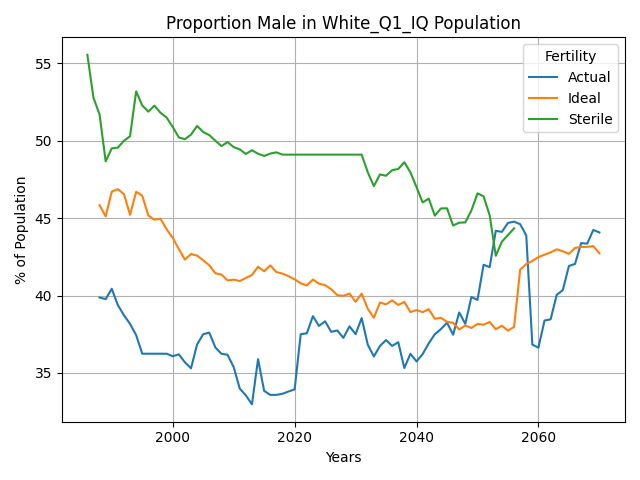 Proportion Male in White_Q1_IQ Population
Fertility
Actual
Ideal
Sterile
% of Population
55
50
45
40
35
2000 2020 2040 2060
Years